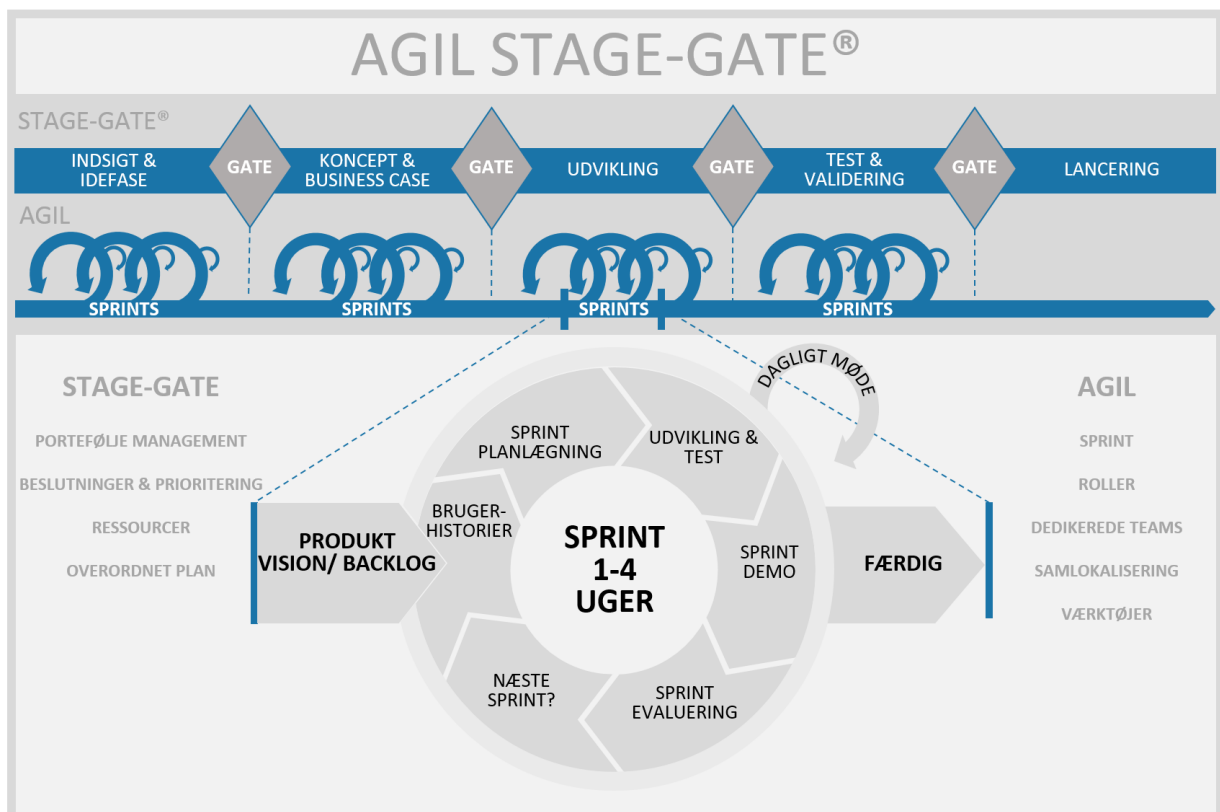 AGIL STAGE-GATE®
STAGE-GATE®
INDSIGT &
IDEFASE
GATE
KONCEPT &
BUSINESS CASE
GATE
UDVIKLING
GATE
TEST &
VALIDERING
GATE
LANCERING
AGIL
SPRINTS
SPRINTS
SPRINTS
SPRINTS
STAGE-GATE
PORTEFØLJE MANAGEMENT
BESLUTNINGER & PRIORITERING
RESSOURCER
OVERORDNET PLAN
PRODUKT
VISION/ BACKLOG
BRUGER-
HISTORIER
SPRINT
PLANLÆGNING
UDVIKLING &
TEST
DAGLIGT MØDE
SPRINT
DEMO
SPRINT
EVALUERING
NÆSTE
SPRINT?
SPRINT
1-4
UGER
FÆRDIG
AGIL
SPRINT
ROLLER
DEDIKEREDE TEAMS
SAMLOKALISERING
VÆRKTØJER